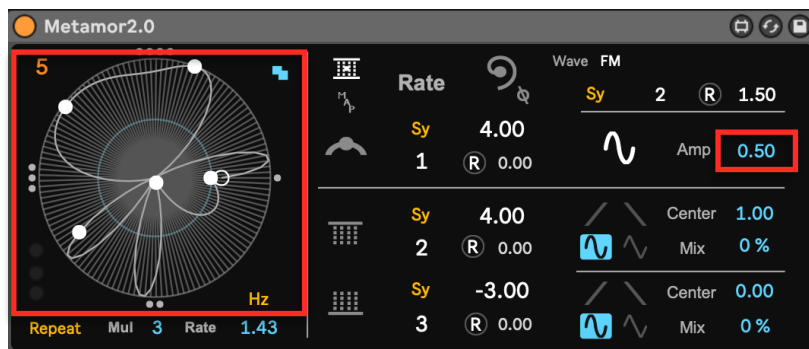 Metamor2.0
5
Hz
Repeat Mul 3 Rate 1.43
MAP
Rate
Sy 4.00
1 R 0.00
Sy 4.00
2 R 0.00
Sy -3.00
3 R 0.00
Wave FM
Sy 2 R 1.50
Amp 0.50
Center 1.00
Mix 0 %
Center 0.00
Mix 0 %